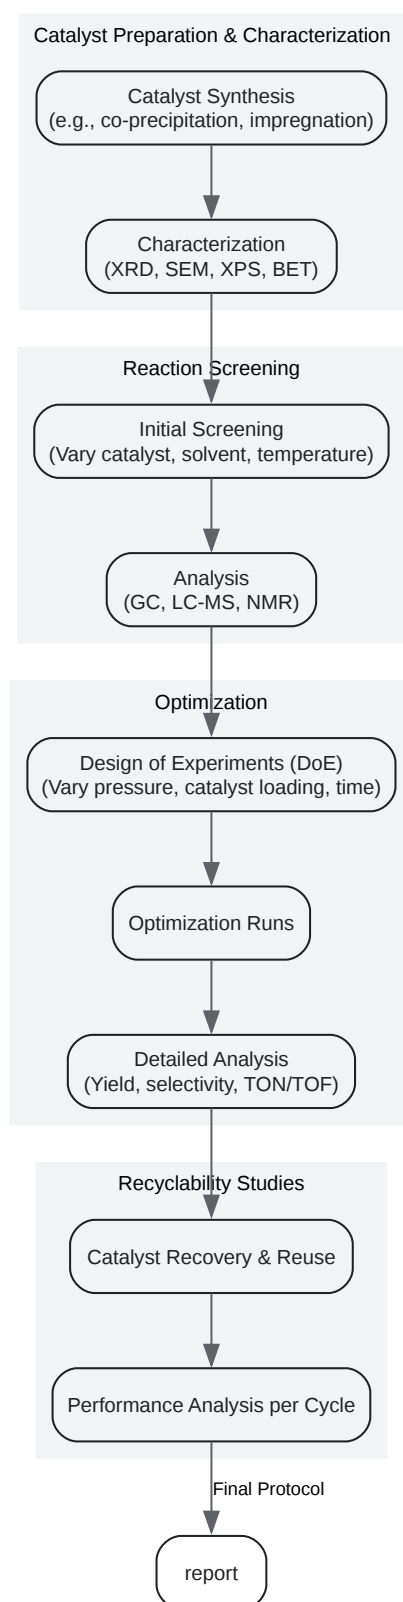 Catalyst Preparation & Characterization
Catalyst Synthesis
(e.g., co-precipitation, impregnation)
Characterization
(XRD, SEM, XPS, BET)
Reaction Screening
Initial Screening
(Vary catalyst, solvent, temperature)
Analysis
(GC, LC-MS, NMR)
Optimization
Design of Experiments (DoE)
(Vary pressure, catalyst loading, time)
Optimization Runs
Detailed Analysis
(Yield, selectivity, TON/TOF)
Recyclability Studies
Catalyst Recovery & Reuse
Performance Analysis per Cycle
Final Protocol
report